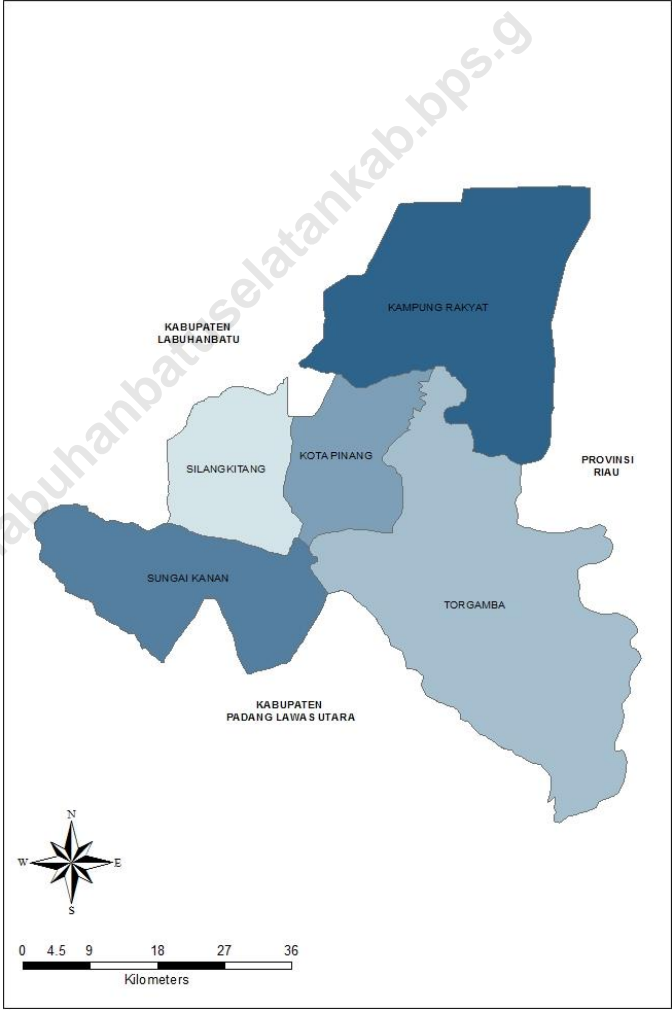 labuhanbatuselatankab.bps.g
KAMPUNG RAKYAT
KABUPATEN
LABUHANBATU
KOTA PINANG
SILANGKITANG
PROVINSI
RIAU
SUNGAI KANAN
TORGAMBA
KABUPATEN
PADANG LAWAS UTARA
N
W E
S
0 4.5 9 18 27 36
Kilometers